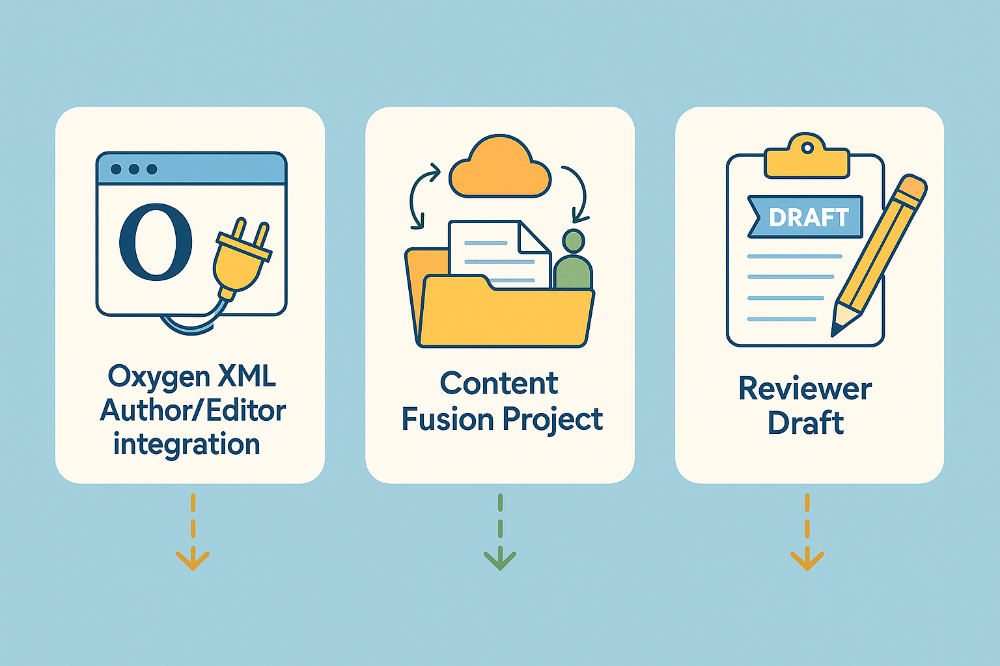 O
Oxygen XML
Author/Editor
integration
Content
Fusion Project
DRAFT
Reviewer
Draft